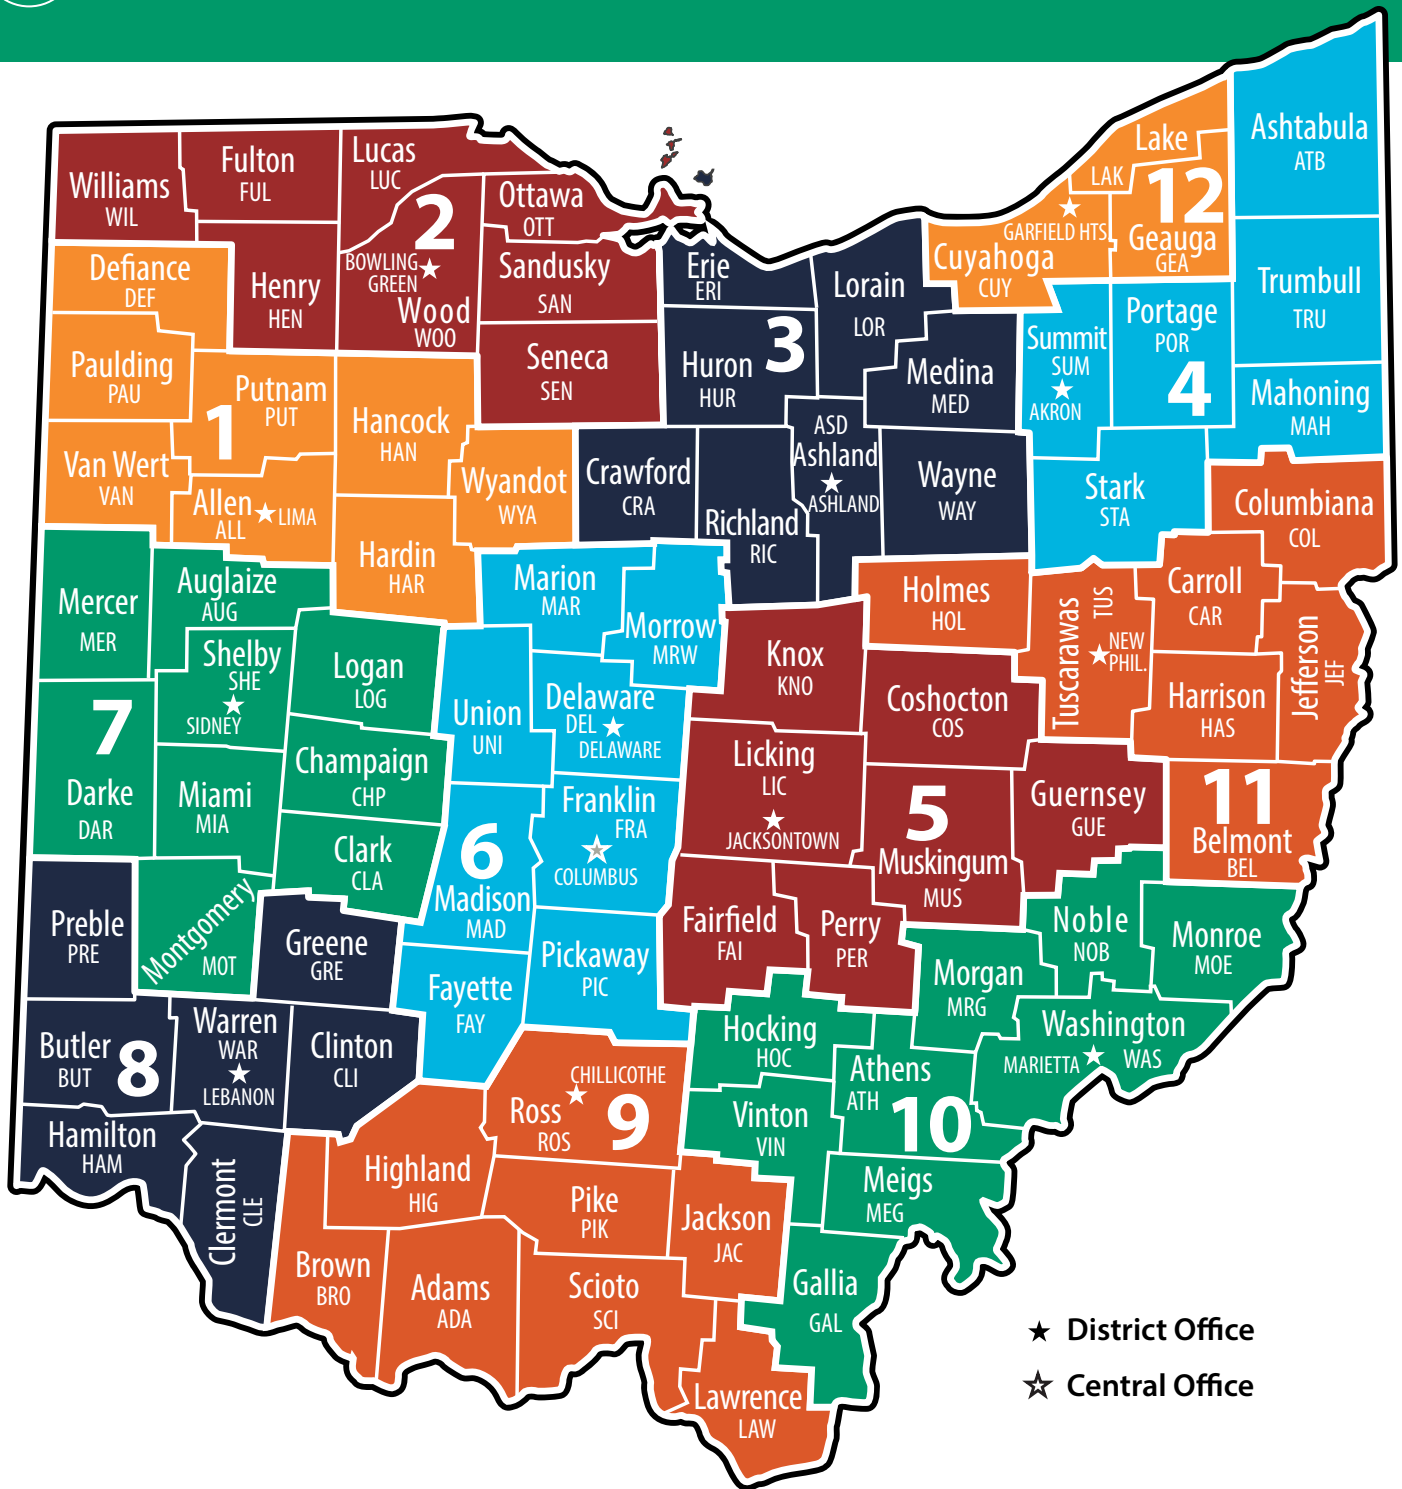 Ashtabula
ATB
Lake
LAK
12
GARFIELD HTS
Geauga
GEA
Cuyahoga
CUY
Trumbull
TRU
Williams
WIL
Fulton
FUL
Lucas
LUC
2
Ottawa
OTT
BOWLING
GREEN
Wood
WOO
Sandusky
SAN
Defiance
DEF
Henry
HEN
Seneca
SEN
Erie
ERI
Lorain
LOR
Huron
HUR
3
Medina
MED
Summit
SUM
AKRON
Portage
POR
4
Mahoning
MAH
Paulding
PAU
Putnam
PUT
1
Hancock
HAN
Van Wert
VAN
Allen
ALL
LIMA
Wyandot
WYA
Hardin
HAR
Crawford
CRA
Richland
RIC
ASD
Ashland
ASHLAND
Wayne
WAY
Stark
STA
Columbiana
COL
Mercer
MER
Auglaize
AUG
Shelby
SHE
SIDNEY
Logan
LOG
Marion
MAR
Morrow
MRW
Holmes
HOL
Knox
KNO
Coshocton
COS
Tuscarawas
TUS
NEW
PHIL.
Carroll
CAR
Harrison
HAS
Jefferson
JEF
7
Darke
DAR
Miami
MIA
Champaign
CHP
Clark
CLA
Union
UNI
Delaware
DEL
DELAWARE
Franklin
FRA
COLUMBUS
6
Madison
MAD
Licking
LIC
JACKSONTOWN
5
Muskingum
MUS
Guernsey
GUE
11
Belmont
BEL
Preble
PRE
Montgomery
MOT
Greene
GRE
Fayette
FAY
Pickaway
PIC
Fairfield
FAI
Perry
PER
Morgan
MRG
Noble
NOB
Monroe
MOE
Butler
BUT
8
Warren
WAR
LEBANON
Clinton
CLI
Hocking
HOC
Athens
ATH
10
Washington
MARIETTA
WAS
Hamilton
HAM
Clermont
CLE
Highland
HIG
CHILLICOTHE
Ross
ROS
9
Vinton
VIN
Pike
PIK
Jackson
JAC
Meigs
MEG
Brown
BRO
Adams
ADA
Scioto
SCI
Gallia
GAL
Lawrence
LAW
District Office
Central Office